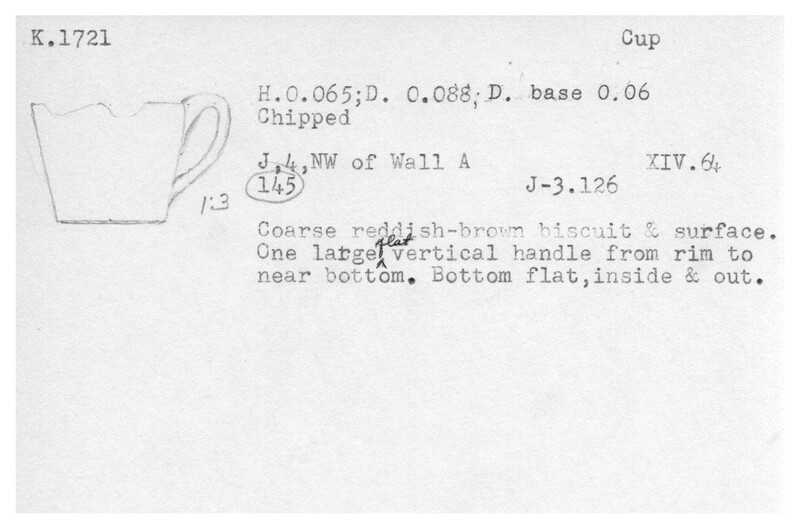 K.1721 Cup
H.0.065;D. 0.088; D. base 0.06
Chipped
J,4,NW of Wall A XIV.64
145 J-3.126
1:3
Coarse reddish-brown biscuit & surface.
One large flat vertical handle from rim to
near bottom. Bottom flat,inside & out.